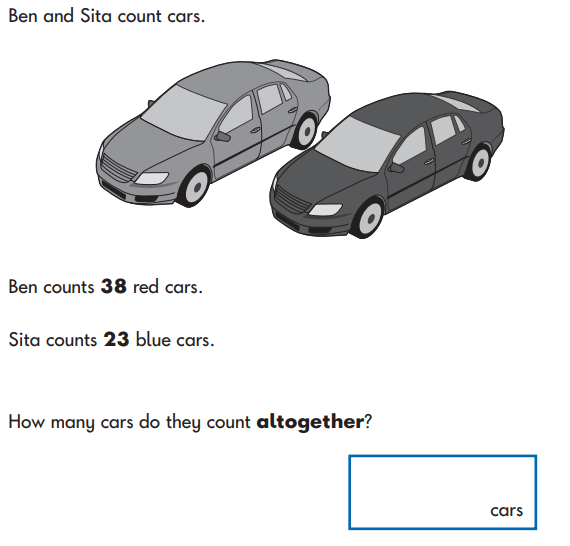 Ben and Sita count cars.
Ben counts 38 red cars.
Sita counts 23 blue cars.
How many cars do they count altogether?
cars